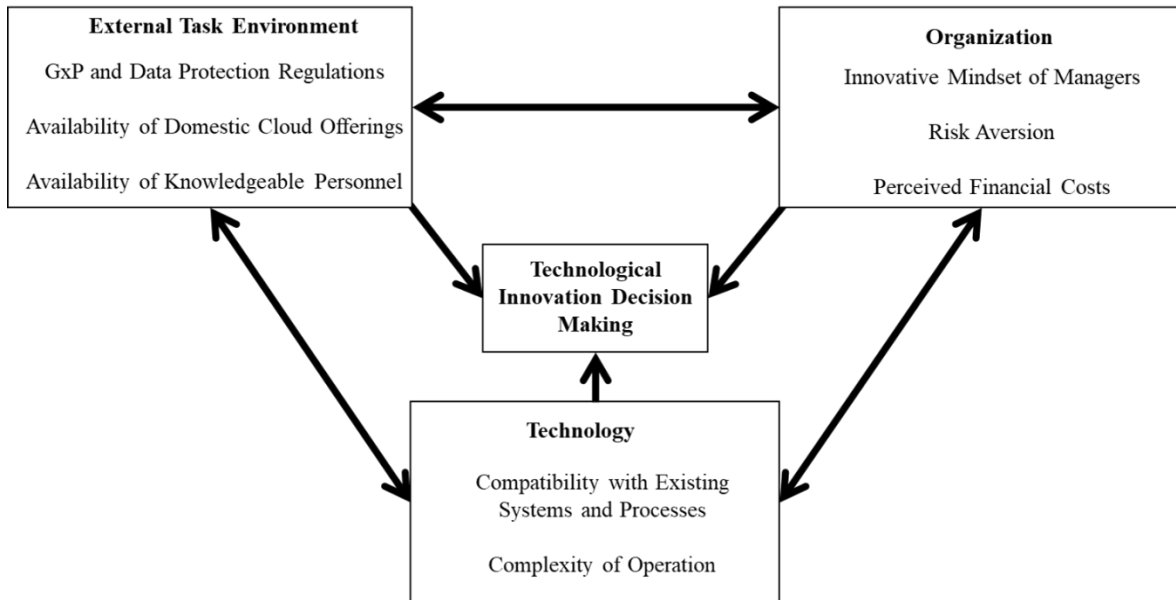 External Task Environment
GxP and Data Protection Regulations
Availability of Domestic Cloud Offerings
Availability of Knowledgeable Personnel
Organization
Innovative Mindset of Managers
Risk Aversion
Perceived Financial Costs
Technological
Innovation Decision
Making
Technology
Compatibility with Existing
Systems and Processes
Complexity of Operation